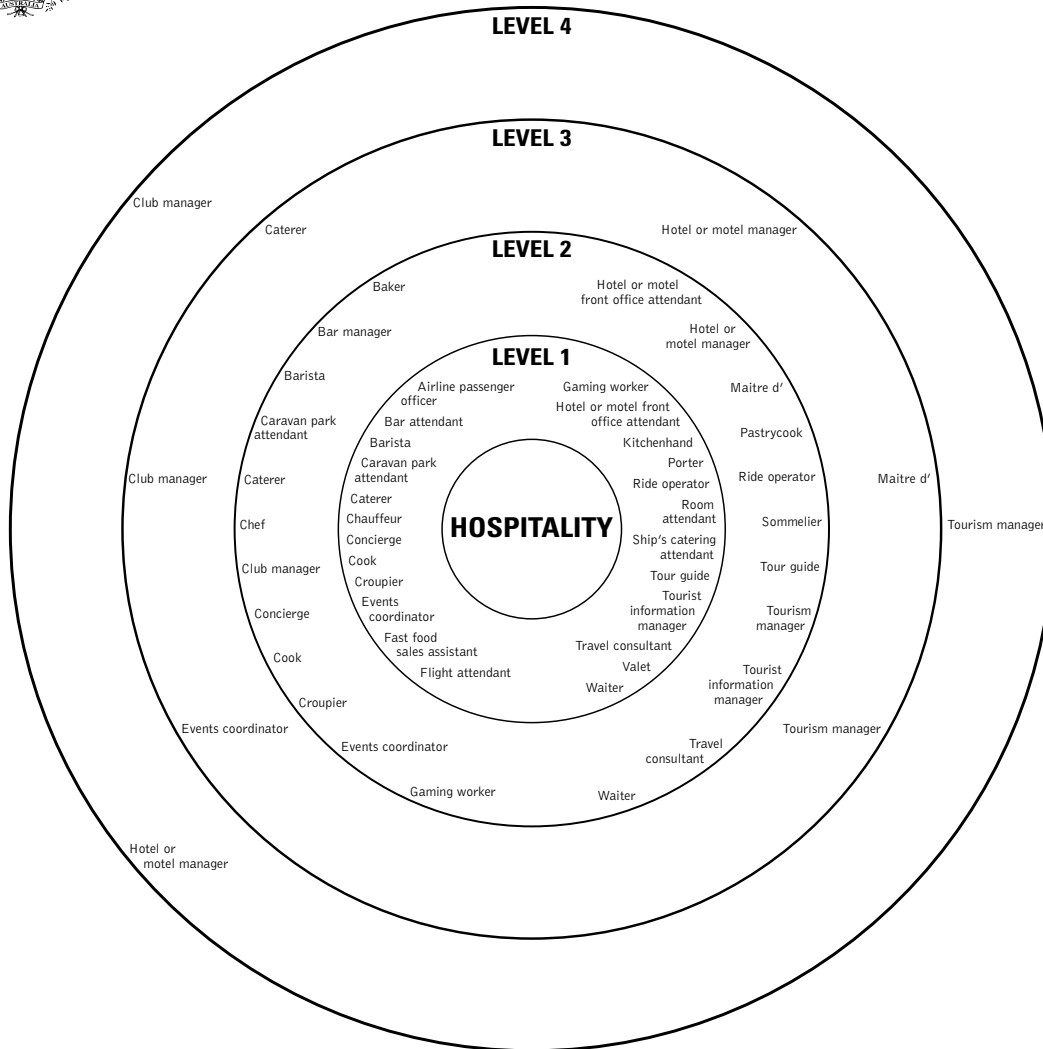 AUSTRALIA
LEVEL 4
LEVEL 3
Club manager
Caterer
Hotel or motel manager
LEVEL 2
Baker
Hotel or motel
front office attendant
Bar manager
Hotel or
motel manager
LEVEL 1
Barista
Airline passenger
officer
Gaming worker
Maitre d'
Bar attendant
Hotel or motel front
office attendant
Caravan park
attendant
Barista
Kitchenhand
Pastrycook
Caravan park
attendant
Porter
Club manager
Caterer
Ride operator
Ride operator
Maitre d'
Caterer
Room
attendant
Chef
Chauffeur
HOSPITALITY
Sommelier
Tourism manager
Concierge
Ship's catering
attendant
Club manager
Cook
Tour guide
Tour guide
Croupier
Tourist
information
manager
Concierge
Events
coordinator
Tourism
manager
Fast food
sales assistant
Travel consultant
Cook
Flight attendant
Valet
Tourist
information
manager
Waiter
Croupier
Events coordinator
Tourism manager
Events coordinator
Travel
consultant
Gaming worker
Waiter
Hotel or
motel manager